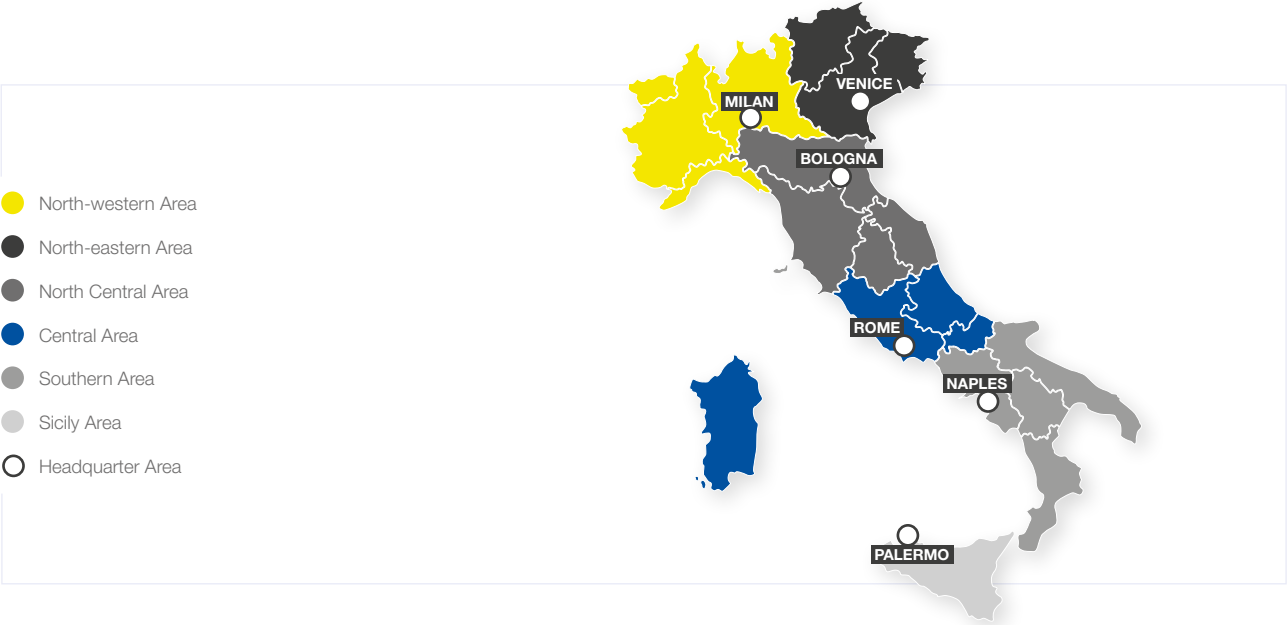 VENICE
MILAN
BOLOGNA
North-western Area
North-eastern Area
North Central Area
Central Area
ROME
Southern Area
NAPLES
Sicily Area
Headquarter Area
PALERMO